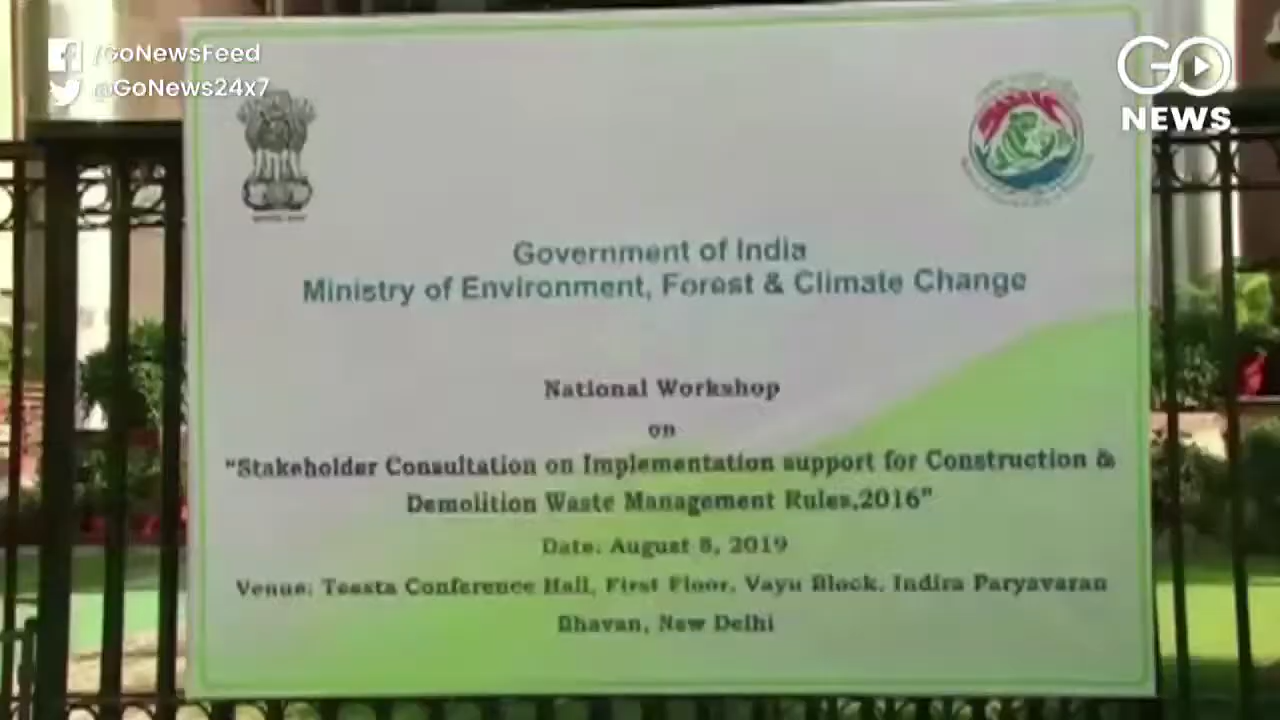 /GoNewsFeed
@GoNews24x7
GO
NEWS
Government of India
Ministry of Environment, Forest & Climate Change
National Workshop
on
"Stakeholder Consultation on Implementation support for Construction &
Demolition Waste Management Rules,2016"
Date: August 8, 2019
Venue: Teesta Conference Hall, First Floor, Vayu Block, Indira Paryavaran
Bhavan, New Delhi